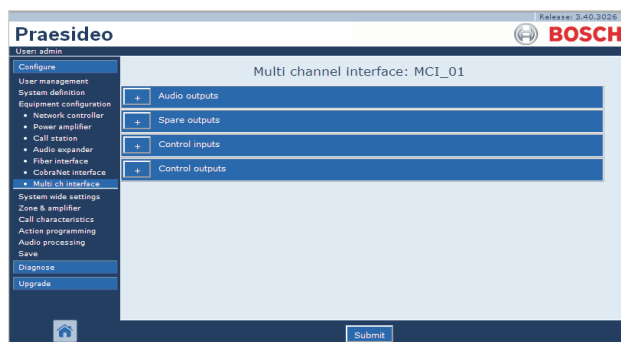 Release: 3.40.3026
Praesideo
BOSCH
User: admin
Configure
User management
System definition
Equipment configuration
• Network controller
• Power amplifier
• Call station
• Audio expander
• Fiber interface
• CobraNet interface
• Multi ch interface
System wide settings
Zone & amplifier
Call characteristics
Action programming
Audio processing
Save
Diagnose
Upgrade
Multi channel interface: MCI_01
+ Audio outputs
+ Spare outputs
+ Control inputs
+ Control outputs
Submit